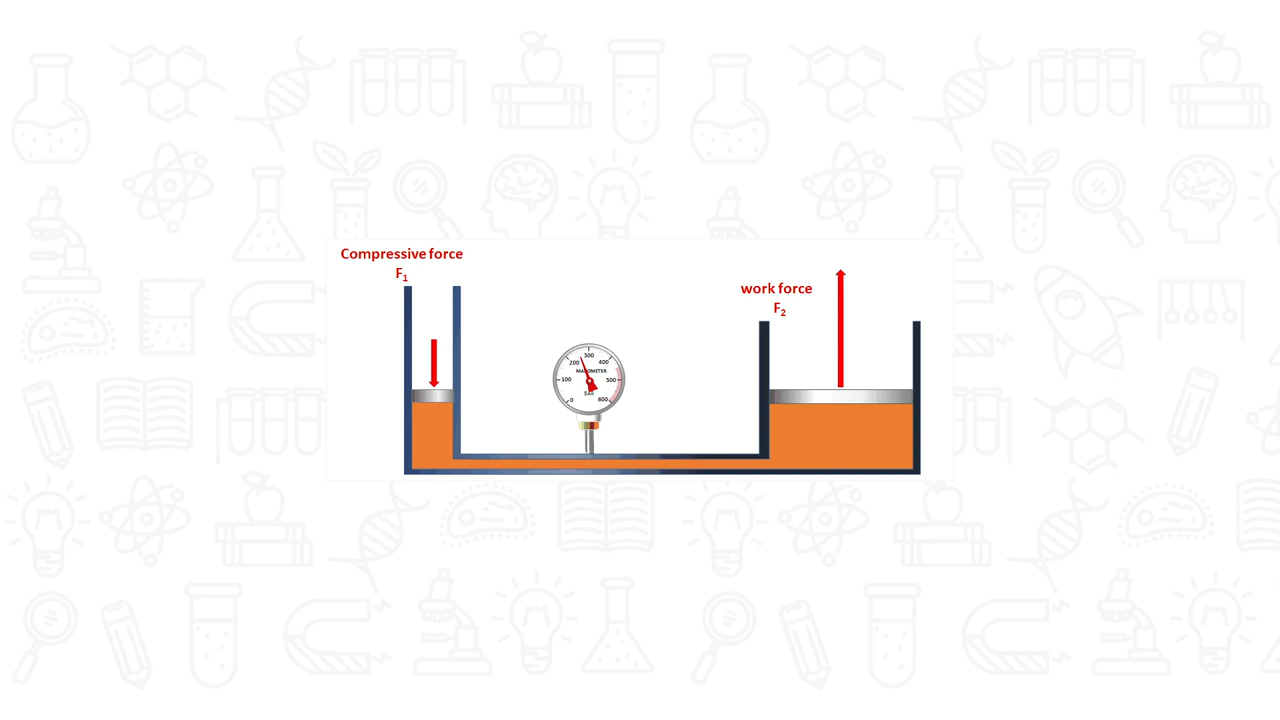 Compressive force
F₁
work force
F₂
300
200
400
MANOMETER
100
500
BAR
0
600